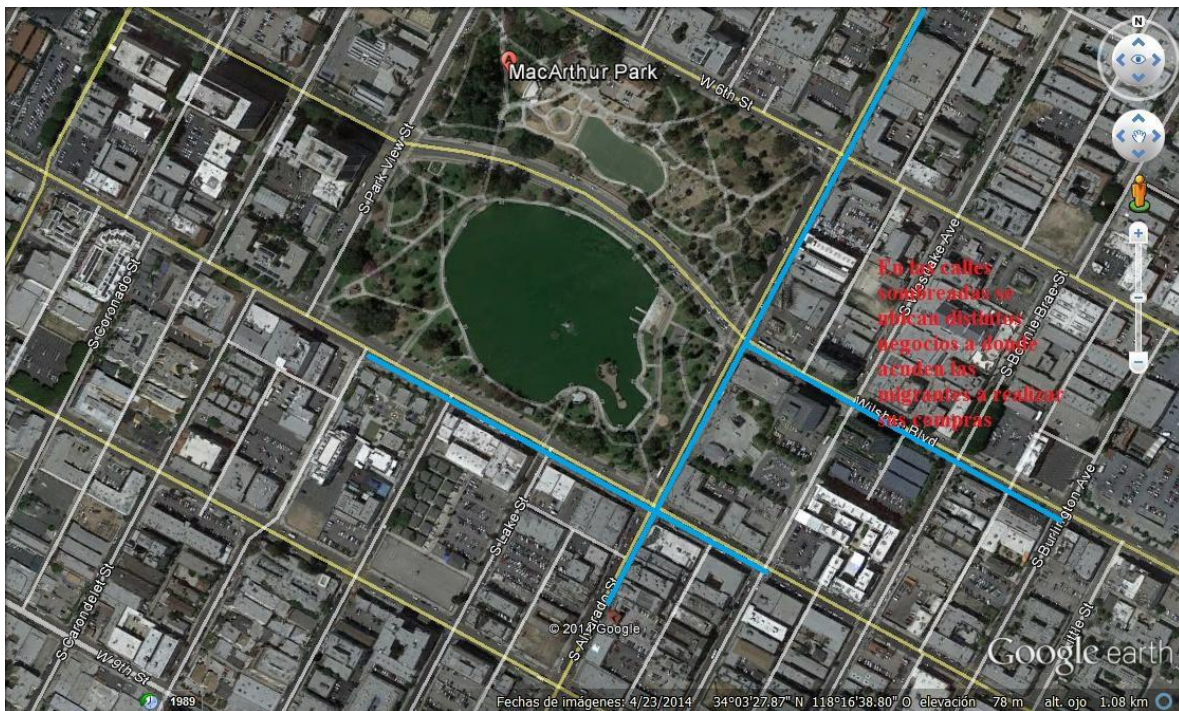 N
MacArthur Park
W 6th St
S Park View St
S Coronado St
S Westlake Ave
S Bonnie Brae St
En las calles
sombreadas se
ubican distintos
negocios a donde
acuden las
migrantes a realizar
sus compras
Wilshire Blvd
S Lake St
S Burlington Ave
S Alvarado St
S Carondelet St
W 9th St
© 2014 Google
Google earth
1989
Fechas de imágenes: 4/23/2014 34°03'27.87" N 118°16'38.80" O elevación 78 m alt. ojo 1.08 km